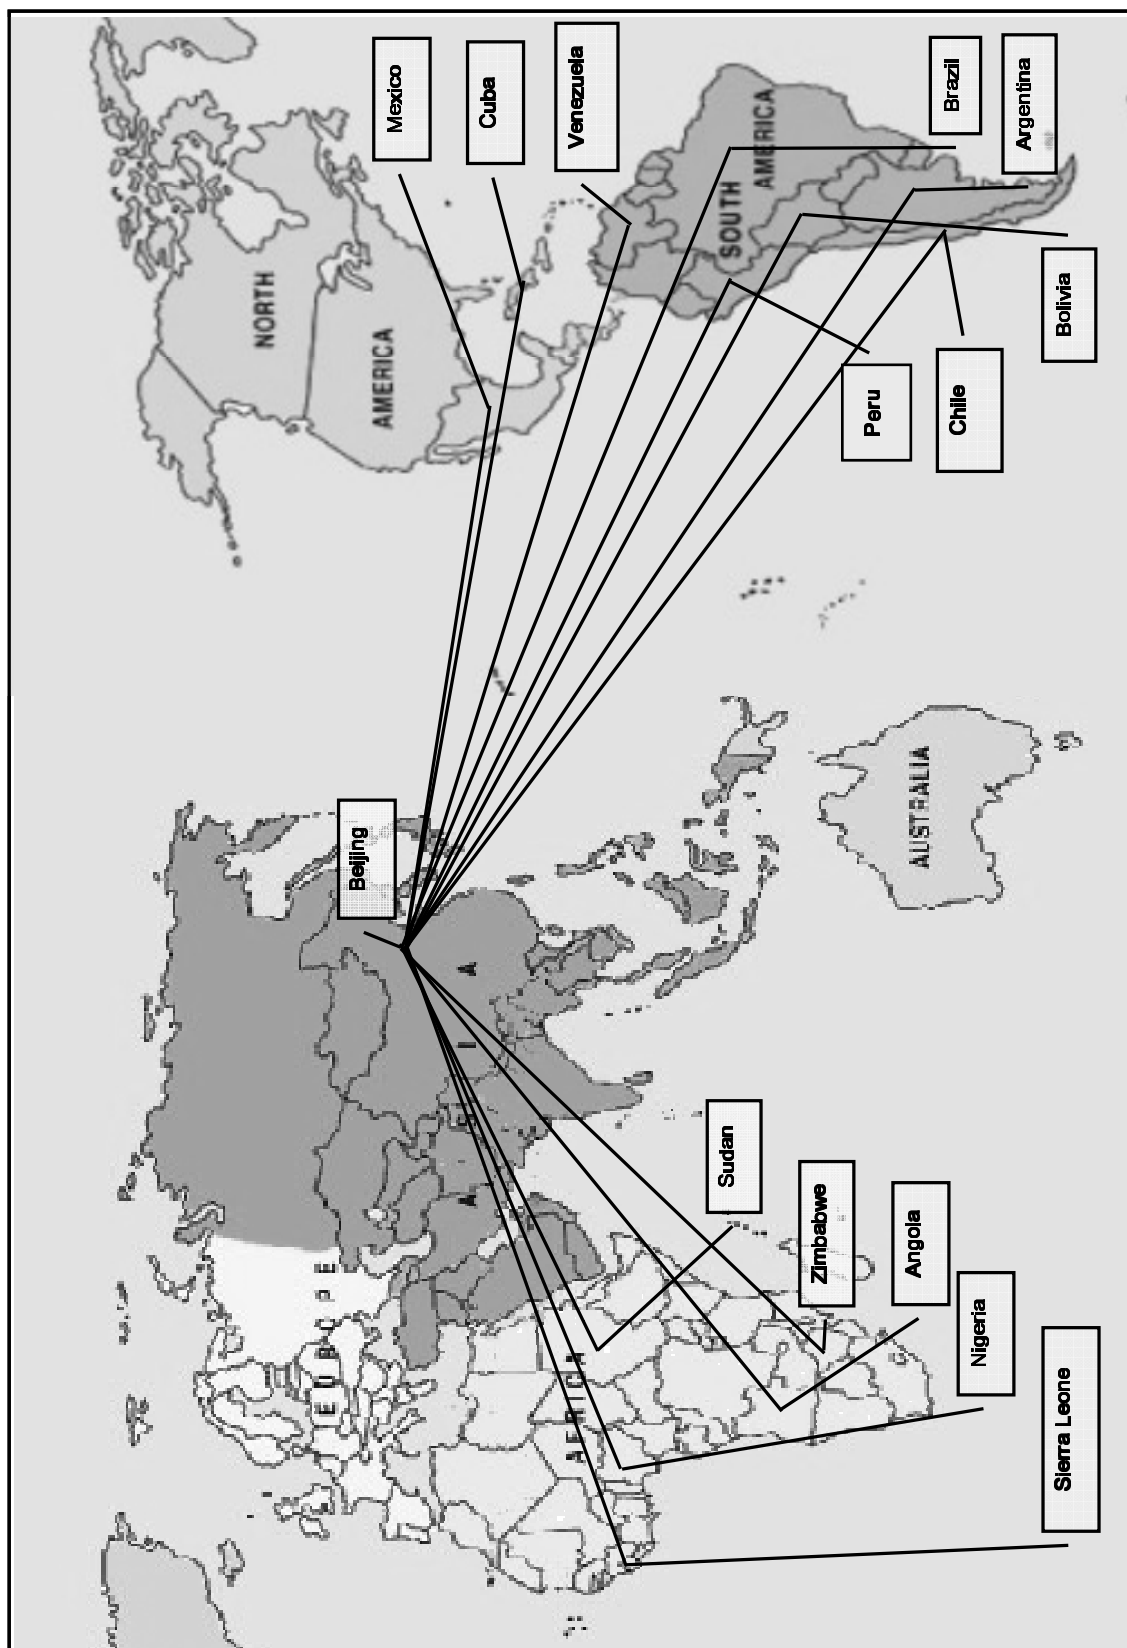 NORTH
AMERICA
SOUTH
AMERICA
EUROPE
ASIA
AFRICA
AUSTRALIA
Beijing
Mexico
Cuba
Venezuela
Brazil
Argentina
Bolivia
Chile
Peru
Sudan
Zimbabwe
Angola
Nigeria
Sierra Leone